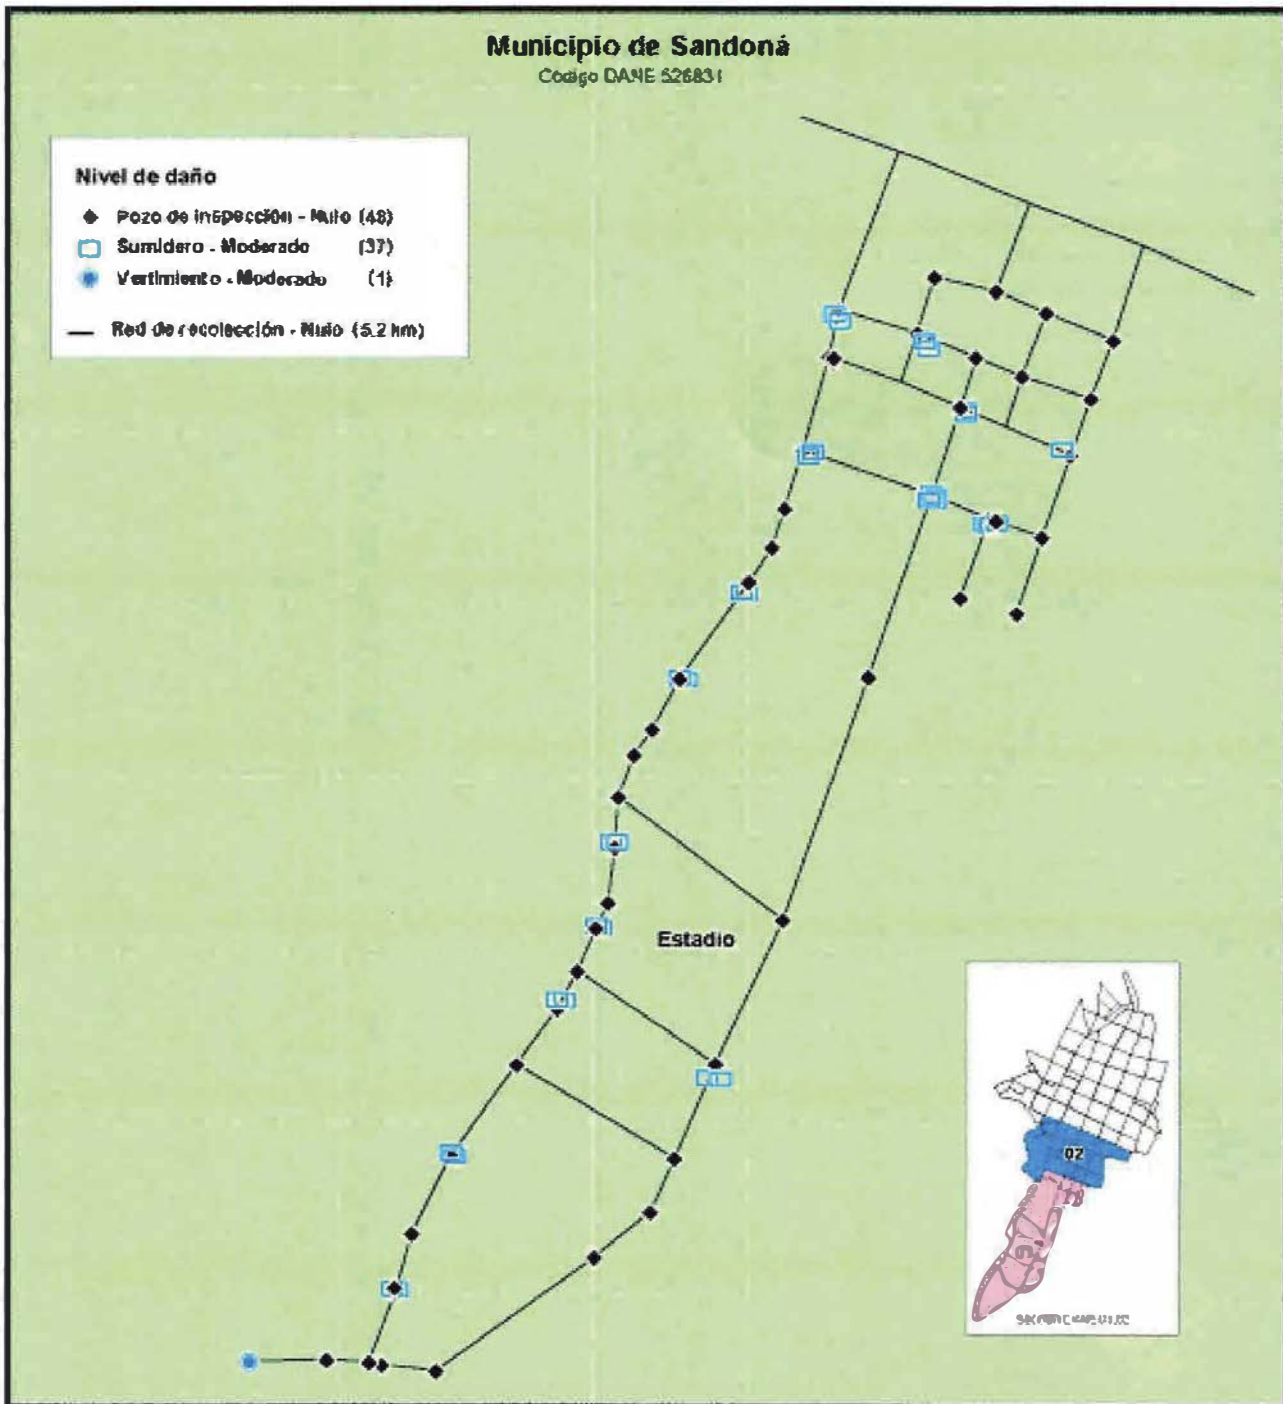 Municipio de Sandoná
Código DANE 526831
Nivel de daño
Pozo de inspección - Nulo (48)
Sumidero - Moderado (37)
Vertimiento - Moderado (1)
Red de recolección - Nulo (5.2 km)
Estadio
02